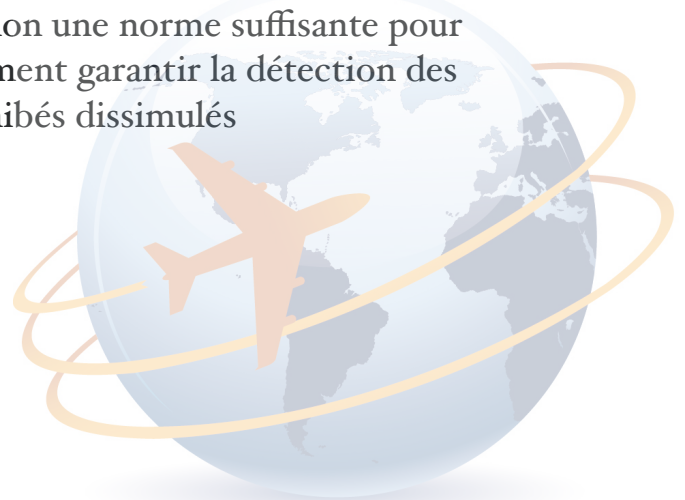 on une norme suffisante pour
ment garantir la détection des
ibés dissimulés